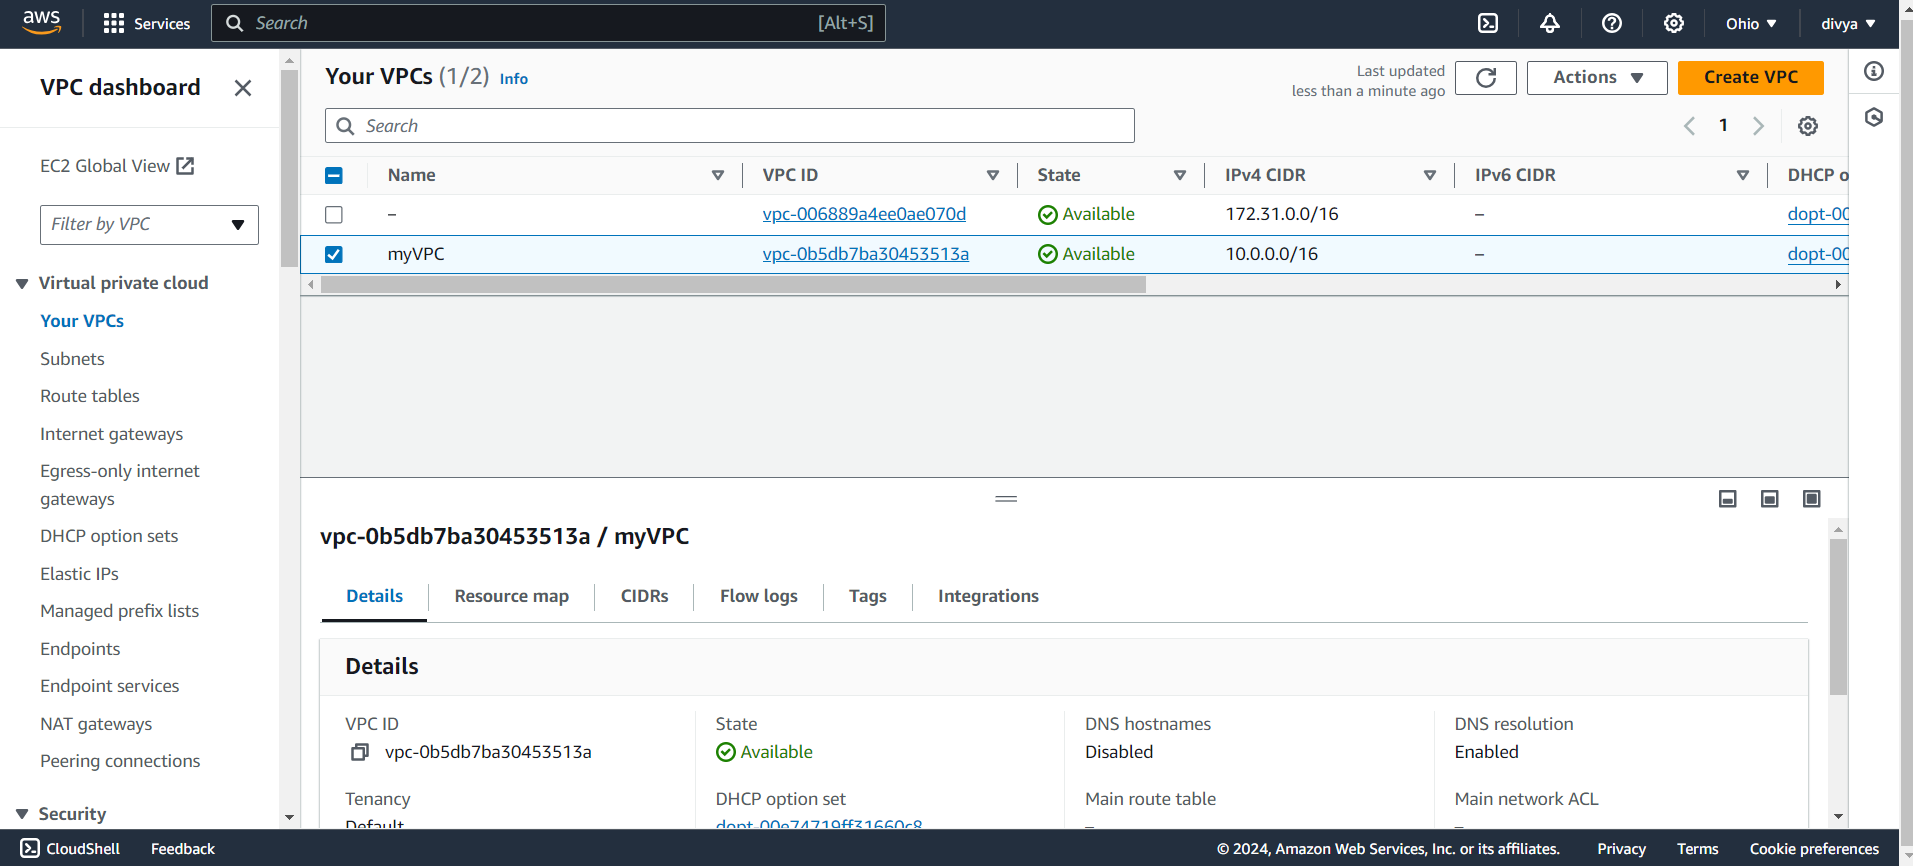 aws Services Search [Alt+S] Ohio divya
VPC dashboard
EC2 Global View
Filter by VPC
Virtual private cloud
Your VPCs
Subnets
Route tables
Internet gateways
Egress-only internet
gateways
DHCP option sets
Elastic IPs
Managed prefix lists
Endpoints
Endpoint services
NAT gateways
Peering connections
Security
Your VPCs (1/2) Info
Last updated
less than a minute ago
Actions
Create VPC
Search
1
Name VPC ID State IPv4 CIDR IPv6 CIDR DHCP o
– vpc-006889a4ee0ae070d Available 172.31.0.0/16 – dopt-00
myVPC vpc-0b5db7ba30453513a Available 10.0.0.0/16 – dopt-00
vpc-0b5db7ba30453513a / myVPC
Details Resource map CIDRs Flow logs Tags Integrations
Details
VPC ID State DNS hostnames DNS resolution
vpc-0b5db7ba30453513a Available Disabled Enabled
Tenancy DHCP option set Main route table Main network ACL
Default dopt-00e74719ff31660c8 – –
CloudShell Feedback © 2024, Amazon Web Services, Inc. or its affiliates. Privacy Terms Cookie preferences